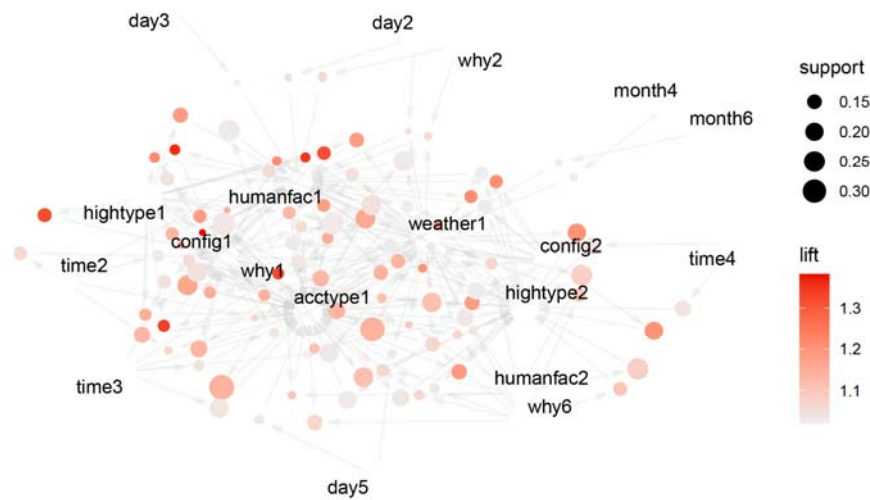 day3
day2
why2
support
0.15
month4
0.20
month6
0.25
0.30
humanfac1
hightype1
weather1
config1
config2
lift
time2
why1
time4
acctype1
hightype2
1.3
1.2
time3
humanfac2
1.1
why6
day5